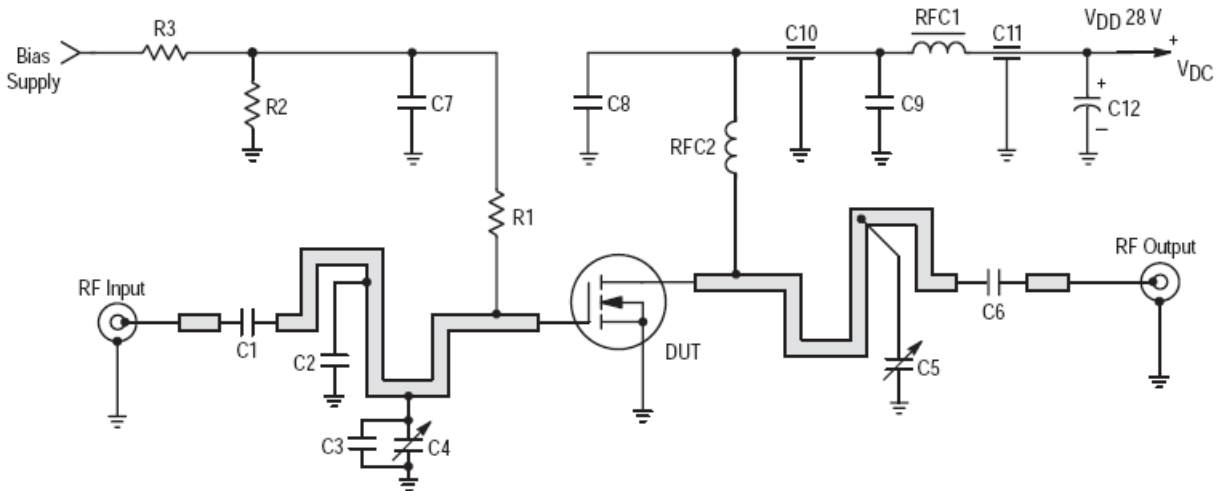 R3
C10
RFC1
C11
VDD 28 V
+
VDC
Bias
Supply
R2
C7
C8
C9
+
C12
–
RFC2
R1
RF Input
RF Output
C1
C2
DUT
C6
C5
C3
C4